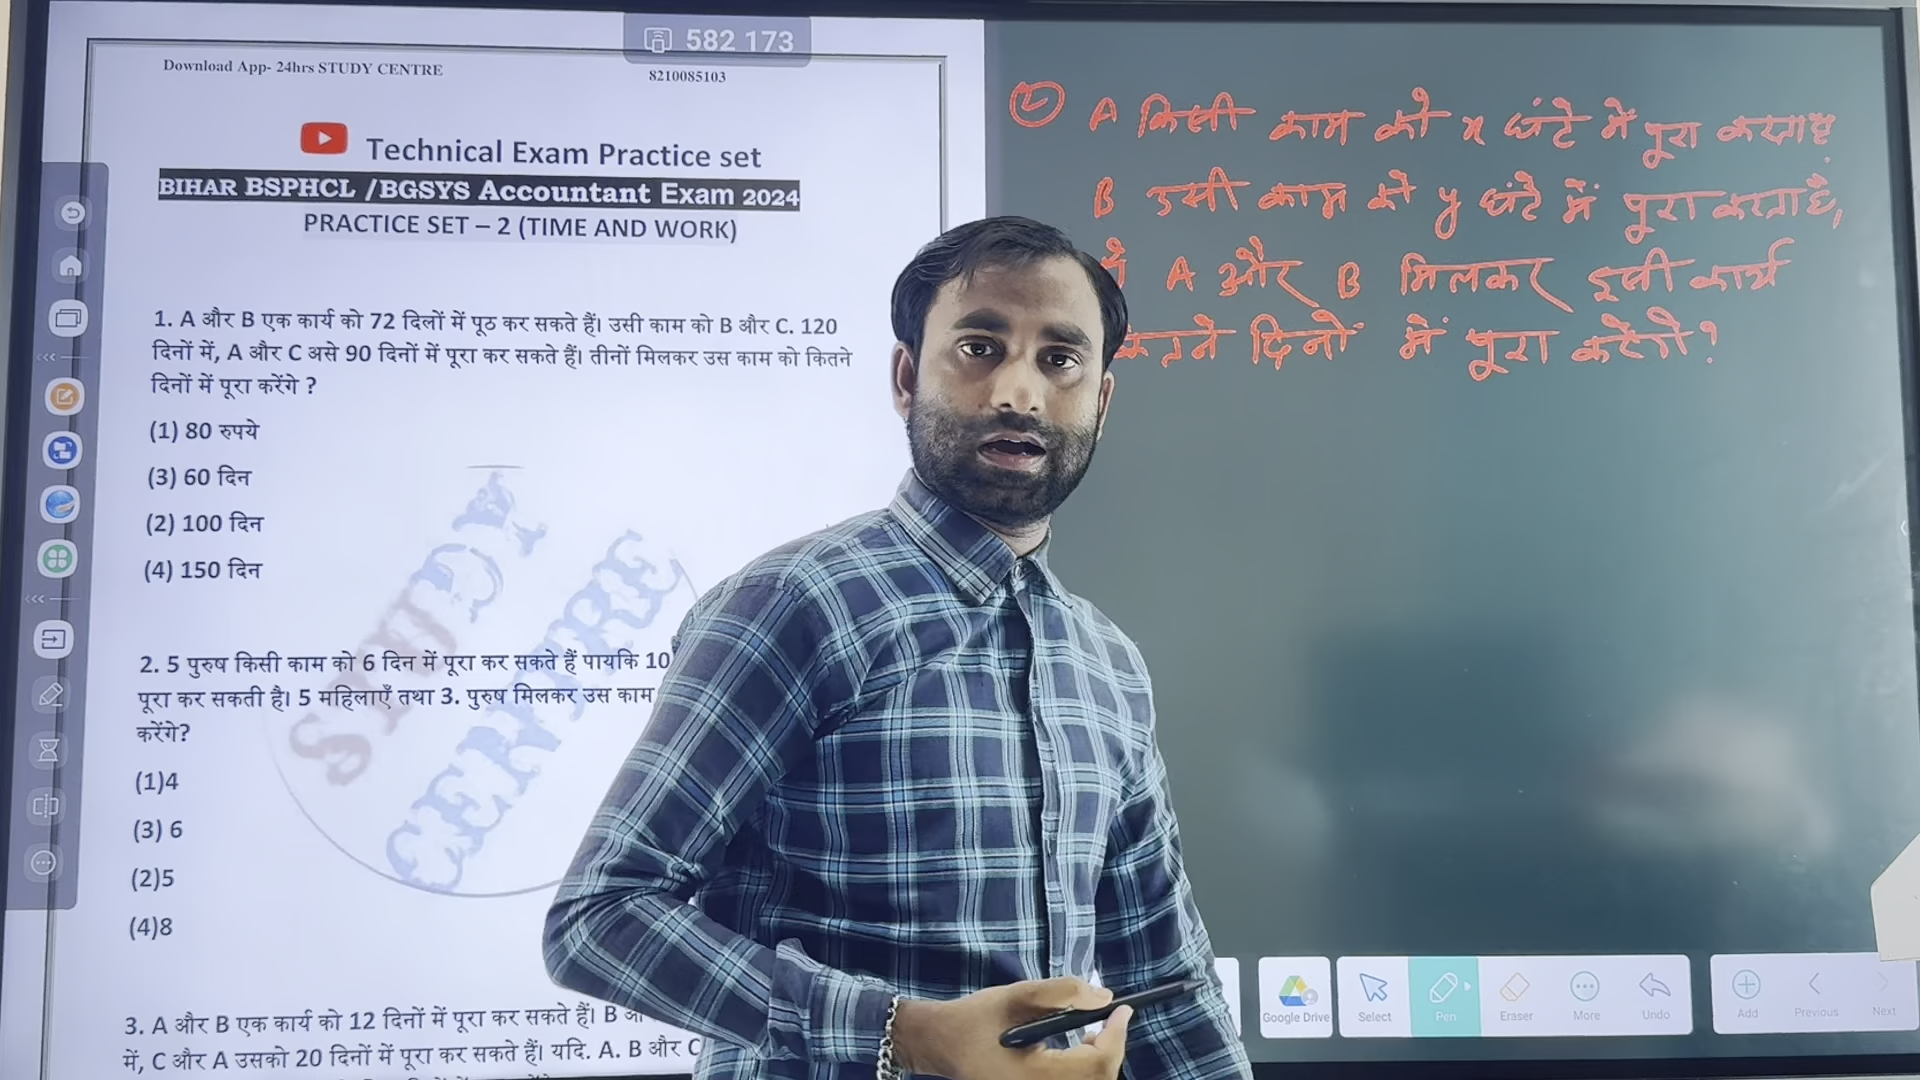 582 173
Download App- 24hrs STUDY CENTRE
8210085103
Technical Exam Practice set
BIHAR BSPHCL /BGSYS Accountant Exam 2024
PRACTICE SET – 2 (TIME AND WORK)
1. A और B एक कार्य को 72 दिलों में पूठ कर सकते हैं। उसी काम को B और C. 120
दिनों में, A और C असे 90 दिनों में पूरा कर सकते हैं। तीनों मिलकर उस काम को कितने
दिनों में पूरा करेंगे ?
(1) 80 रुपये
(3) 60 दिन
(2) 100 दिन
(4) 150 दिन
2. 5 पुरुष किसी काम को 6 दिन में पूरा कर सकते हैं पायकि 10
पूरा कर सकती है। 5 महिलाएँ तथा 3. पुरुष मिलकर उस काम
करेंगे?
(1)4
(3) 6
(2)5
(4)8
3. A और B एक कार्य को 12 दिनों में पूरा कर सकते हैं। B
में, C और A उसको 20 दिनों में पूरा कर सकते हैं। यदि. A. B और C
STUDY
CENTRE
A किसी काम को x घंटे में पूरा करता है
B उसी काम को y घंटे में पूरा करता है,
A और B मिलकर इसी कार्य
दिनों में पूरा करेंगे?
Google Drive
Select
Pen
Eraser
More
Undo
Add
Previous
Next